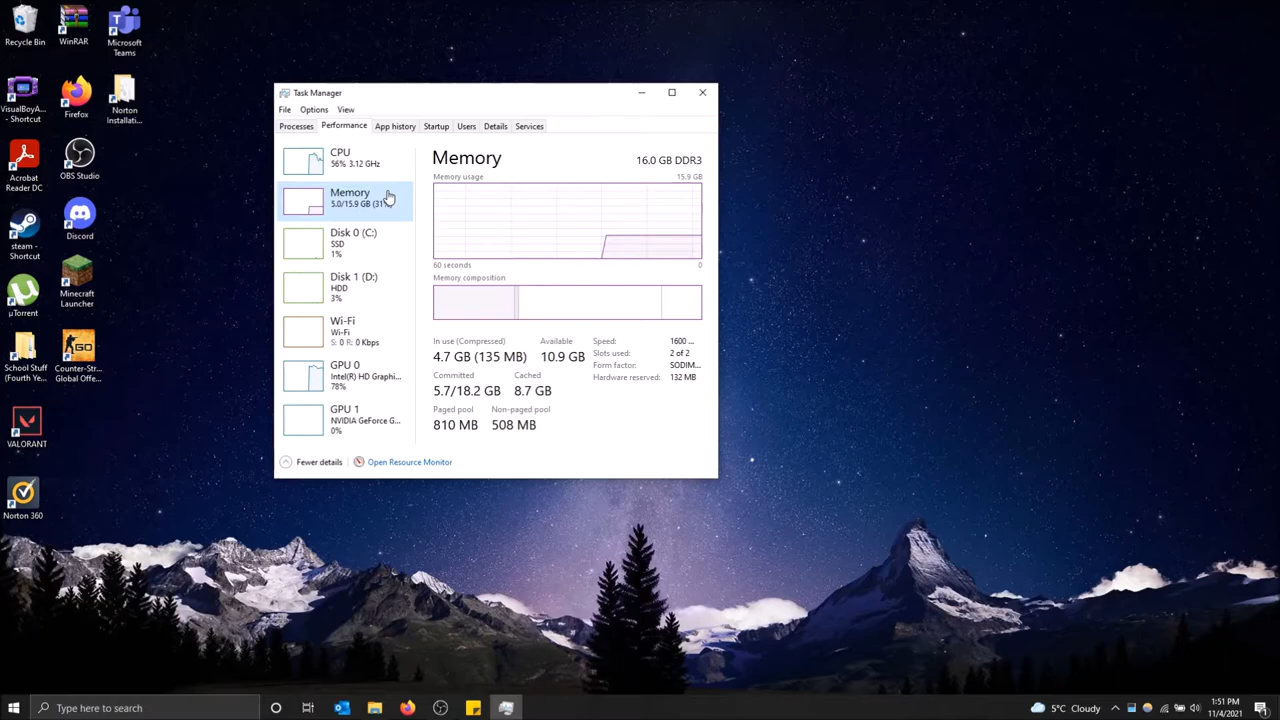 Recycle Bin
WinRAR
Microsoft
Teams
VisualBoyA...
- Shortcut
Firefox
Norton
Installati...
Acrobat
Reader DC
OBS Studio
steam -
Shortcut
Discord
µTorrent
Minecraft
Launcher
School Stuff
(Fourth Ye...
Counter-Str...
Global Offe...
VALORANT
Norton 360
Task Manager
File Options View
Processes Performance App history Startup Users Details Services
CPU
56% 3.12 GHz
Memory
5.0/15.9 GB (31%)
Disk 0 (C:)
SSD
1%
Disk 1 (D:)
HDD
3%
Wi-Fi
Wi-Fi
S: 0 R: 0 Kbps
GPU 0
Intel(R) HD Graphi...
78%
GPU 1
NVIDIA GeForce G...
0%
Memory
16.0 GB DDR3
Memory usage
15.9 GB
60 seconds
0
Memory composition
In use (Compressed)
4.7 GB (135 MB)
Available
10.9 GB
Committed
5.7/18.2 GB
Cached
8.7 GB
Paged pool
810 MB
Non-paged pool
508 MB
Speed: 1600 ...
Slots used: 2 of 2
Form factor: SODIM...
Hardware reserved: 132 MB
Fewer details
Open Resource Monitor
Type here to search
5°C Cloudy
1:51 PM
11/4/2021
1